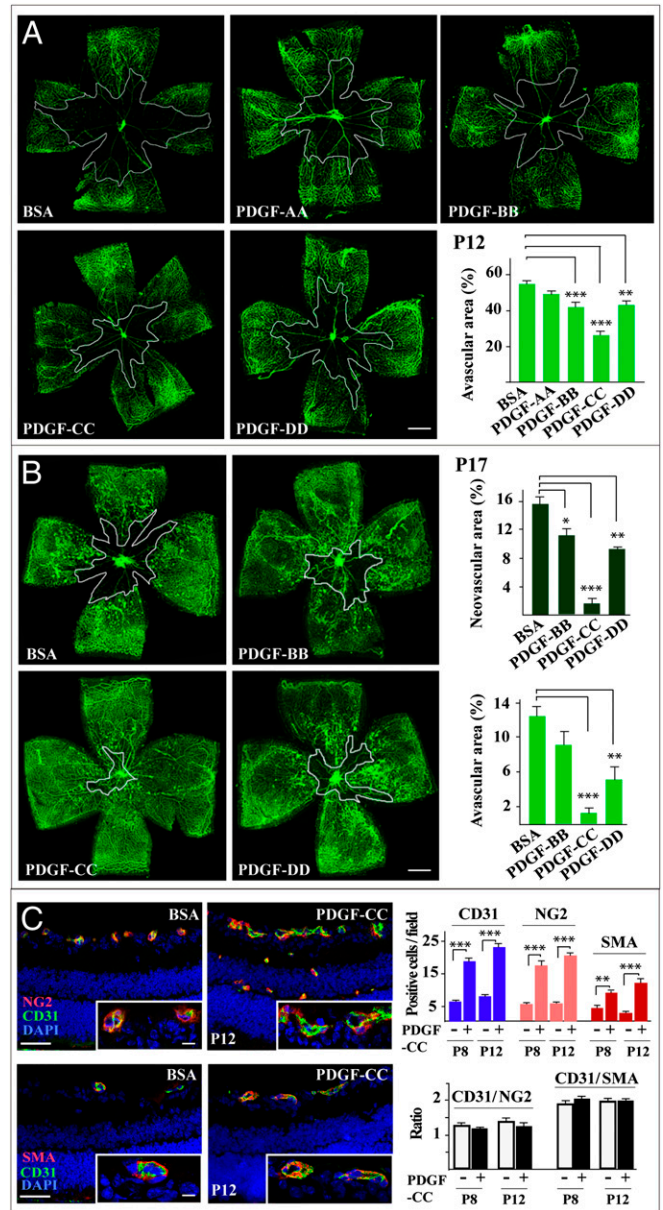 A
BSA
PDGF-AA
PDGF-BB
PDGF-CC
PDGF-DD
P12
Avascular area (%)
60
40
20
***
***
**
BSA
PDGF-AA
PDGF-BB
PDGF-CC
PDGF-DD
B
BSA
PDGF-BB
PDGF-CC
PDGF-DD
P17
Neovascular area (%)
16
12
8
4
*
***
**
BSA
PDGF-BB
PDGF-CC
PDGF-DD
Avascular area (%)
14
10
6
2
***
**
BSA
PDGF-BB
PDGF-CC
PDGF-DD
C
BSA
NG2
CD31
DAPI
PDGF-CC
P12
BSA
SMA
CD31
DAPI
PDGF-CC
P12
CD31 NG2 SMA
Positive cells / field
25
15
5
*** *** *** *** ** ***
PDGF - + - + - + - + - + - +
-CC
P8 P12 P8 P12 P8 P12
CD31/SMA
CD31/NG2
Ratio
2
1
PDGF - + - + - + - +
-CC
P8 P12 P8 P12